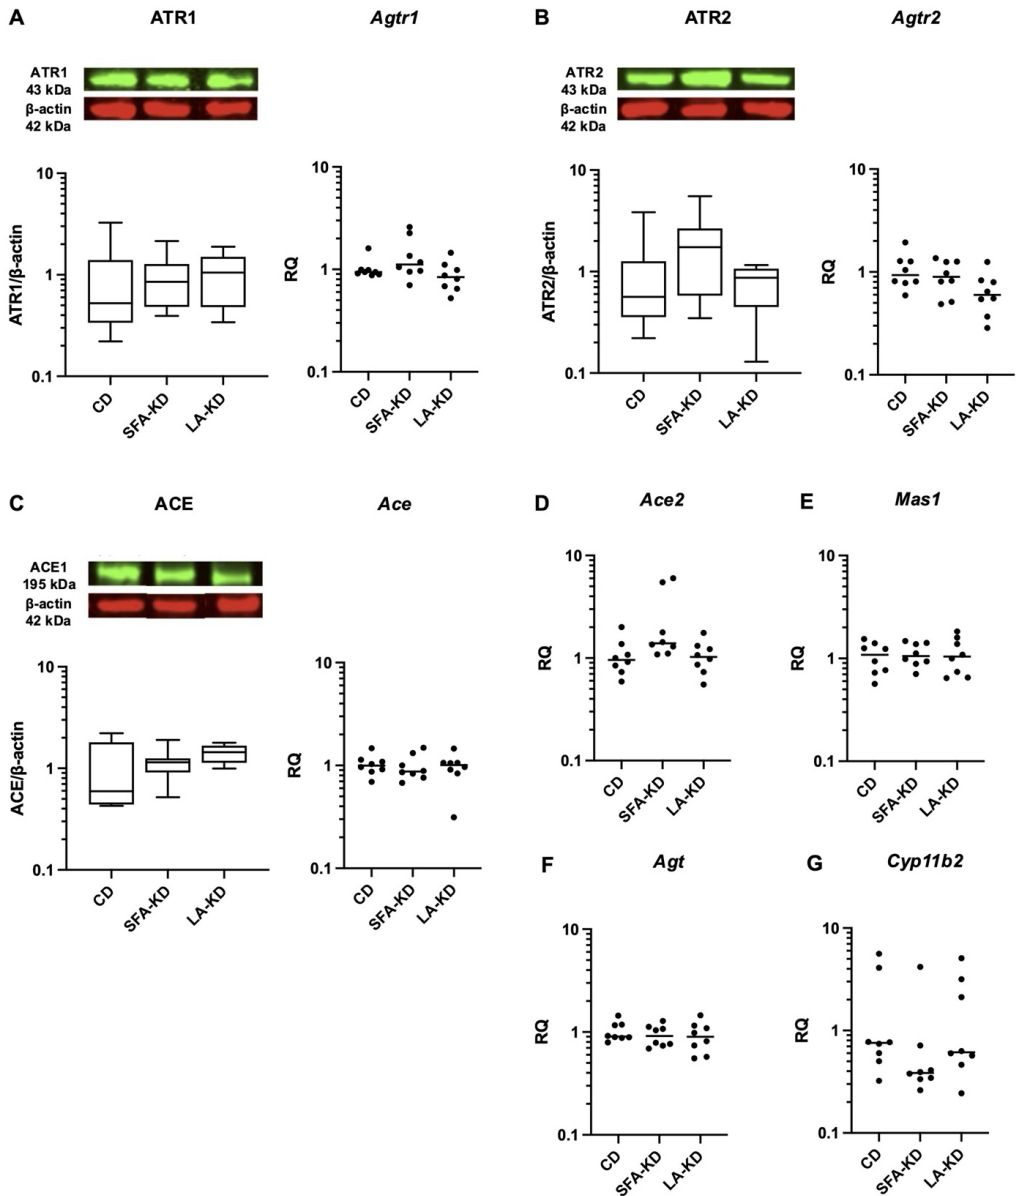 A
ATR1
Agtr1
ATR1
43 kDa
β-actin
42 kDa
10
1
0.1
ATR1/β-actin
CD
SFA-KD
LA-KD
10
1
0.1
RQ
CD
SFA-KD
LA-KD
B
ATR2
Agtr2
ATR2
43 kDa
β-actin
42 kDa
10
1
0.1
ATR2/β-actin
CD
SFA-KD
LA-KD
10
1
0.1
RQ
CD
SFA-KD
LA-KD
C
ACE
Ace
ACE1
195 kDa
β-actin
42 kDa
10
1
0.1
ACE/β-actin
CD
SFA-KD
LA-KD
10
1
0.1
RQ
CD
SFA-KD
LA-KD
D
Ace2
10
1
0.1
RQ
CD
SFA-KD
LA-KD
E
Mas1
10
1
0.1
RQ
CD
SFA-KD
LA-KD
F
Agt
10
1
0.1
RQ
CD
SFA-KD
LA-KD
G
Cyp11b2
10
1
0.1
RQ
CD
SFA-KD
LA-KD